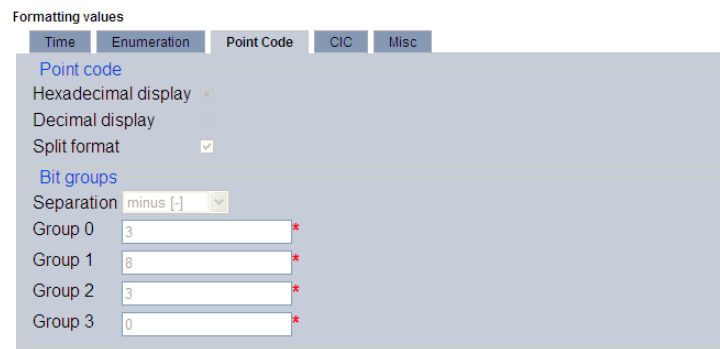 Formatting values
Time Enumeration Point Code CIC Misc
Point code
Hexadecimal display
Decimal display
Split format
Bit groups
Separation minus [-]
Group 0 3 *
Group 1 8 *
Group 2 3 *
Group 3 0 *